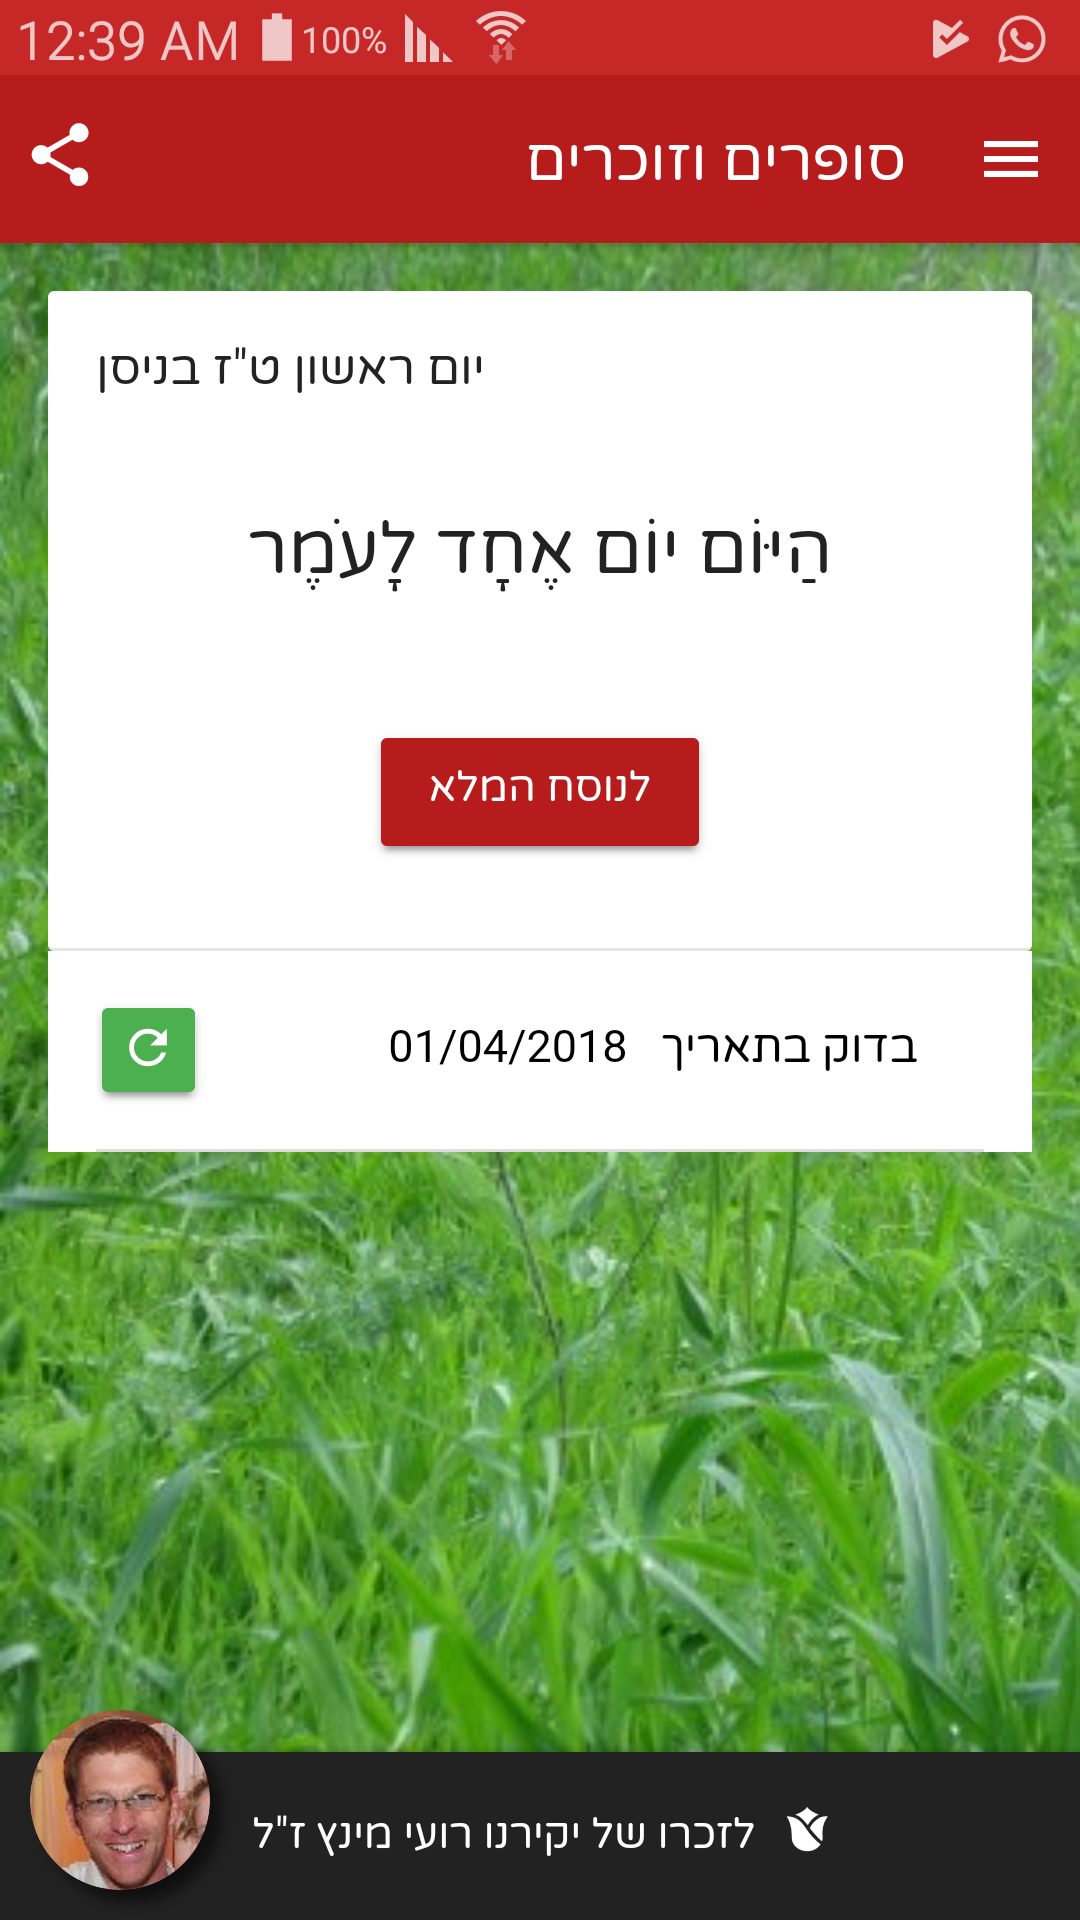 12:39 AM 100%
סופרים וזוכרים
יום ראשון ט"ז בניסן
הַיּוֹם יוֹם אֶחָד לָעֹמֶר
לנוסח המלא
בדוק בתאריך 01/04/2018
לזכרו של יקירנו רועי מינץ ז"ל